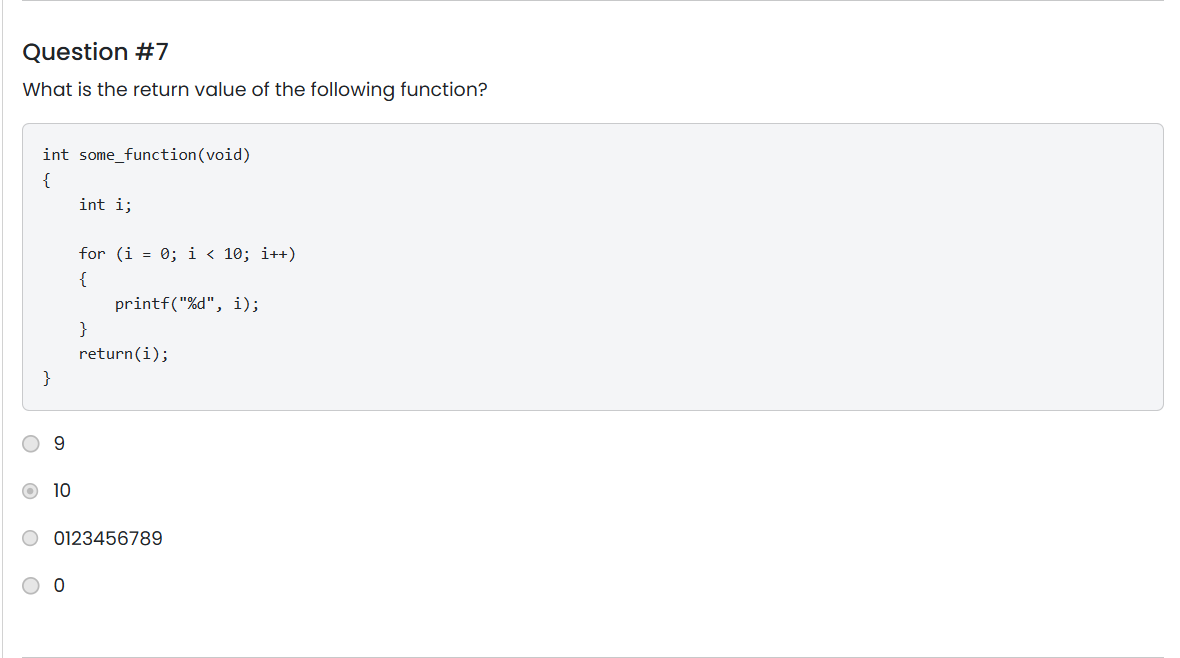 Question #7
What is the return value of the following function?
int some_function(void)
{
    int i;
    for (i = 0; i < 10; i++)
    {
        printf("%d", i);
    }
    return(i);
}
9
10
0123456789
0